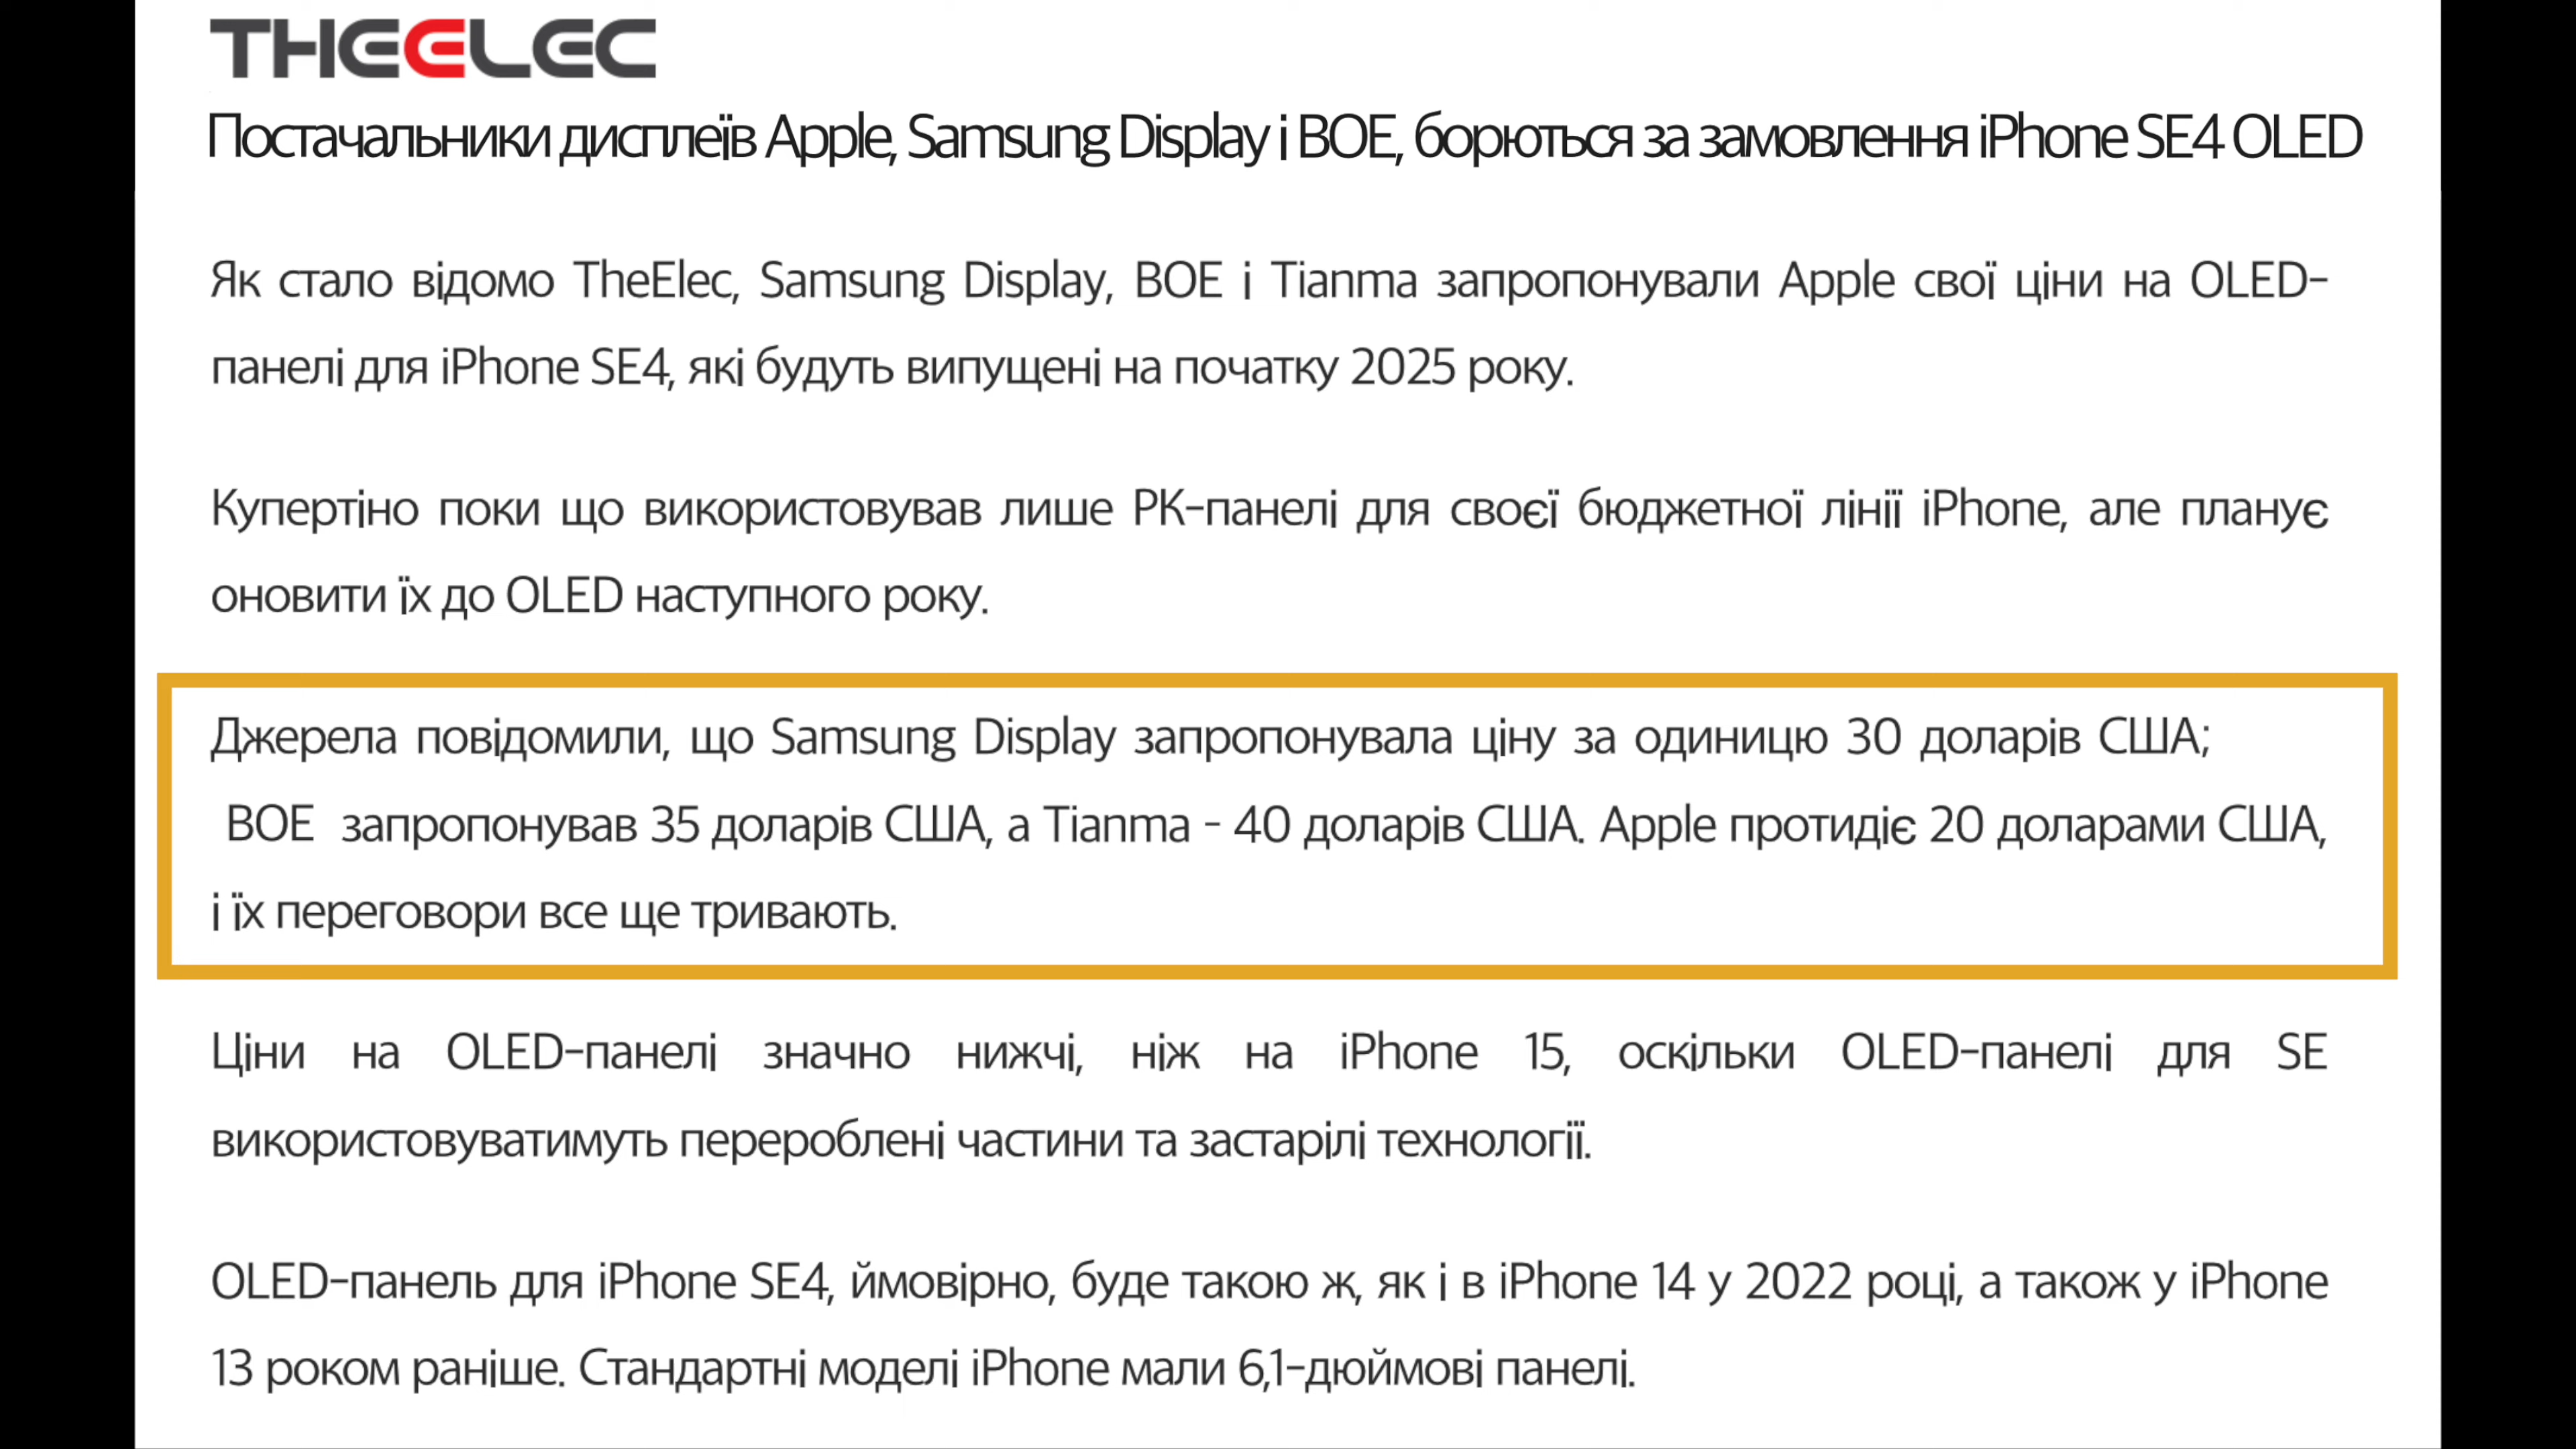 THEELEC
Постачальники дисплеїв Apple, Samsung Display і BOE, борються за замовлення iPhone SE4 OLED
Як стало відомо TheElec, Samsung Display, BOE і Tianma запропонували Apple свої ціни на OLED-
панелі для iPhone SE4, які будуть випущені на початку 2025 року.
Купертіно поки що використовував лише РК-панелі для своєї бюджетної лінії iPhone, але планує
оновити їх до OLED наступного року.
Джерела повідомили, що Samsung Display запропонувала ціну за одиницю 30 доларів США;
BOE запропонував 35 доларів США, а Tianma - 40 доларів США. Apple протидіє 20 доларами США,
і їх переговори все ще тривають.
Ціни на OLED-панелі значно нижчі, ніж на iPhone 15, оскільки OLED-панелі для SE
використовуватимуть перероблені частини та застарілі технології.
OLED-панель для iPhone SE4, ймовірно, буде такою ж, як і в iPhone 14 у 2022 році, а також у iPhone
13 роком раніше. Стандартні моделі iPhone мали 6,1-дюймові панелі.